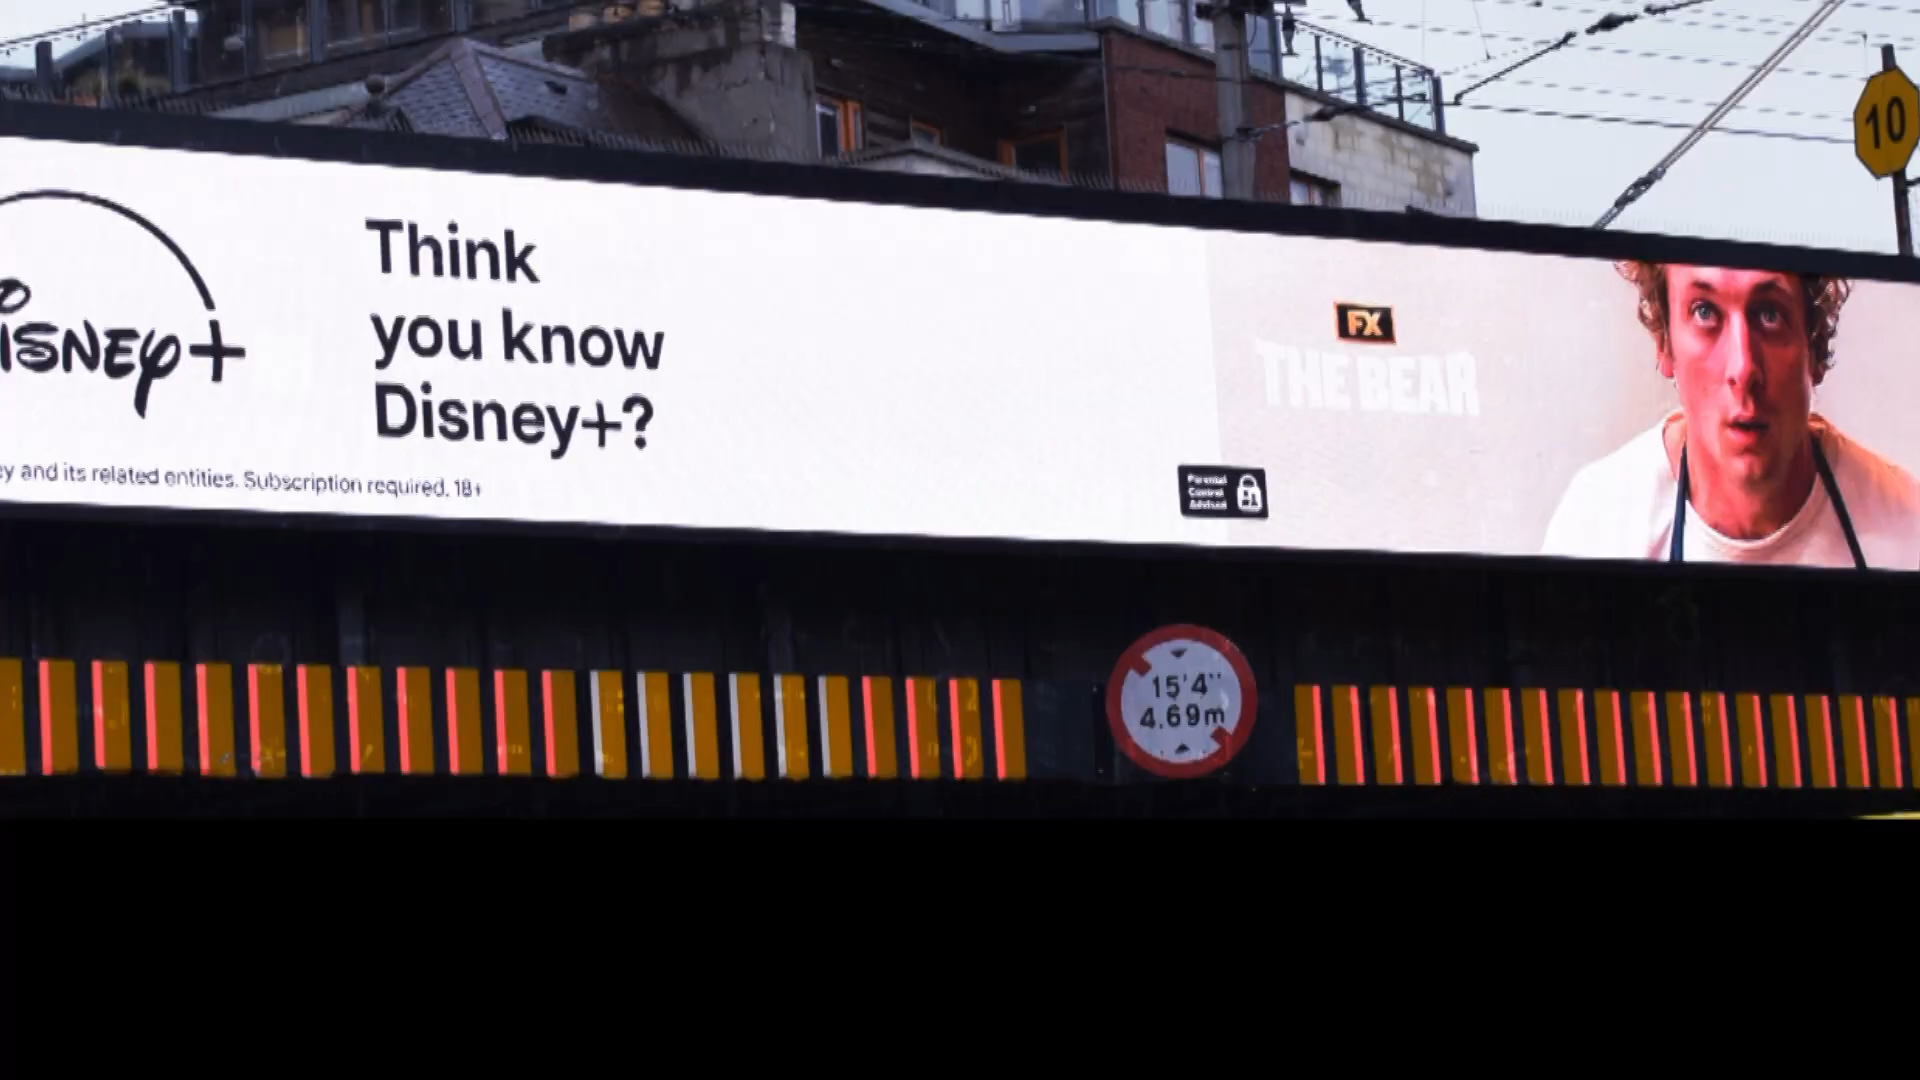 10
Think
you know
Disney+?
DISNEY+
FX
THE BEAR
Parental
Control
Advised
and its related entities. Subscription required. 18+
15'4"
4.69m